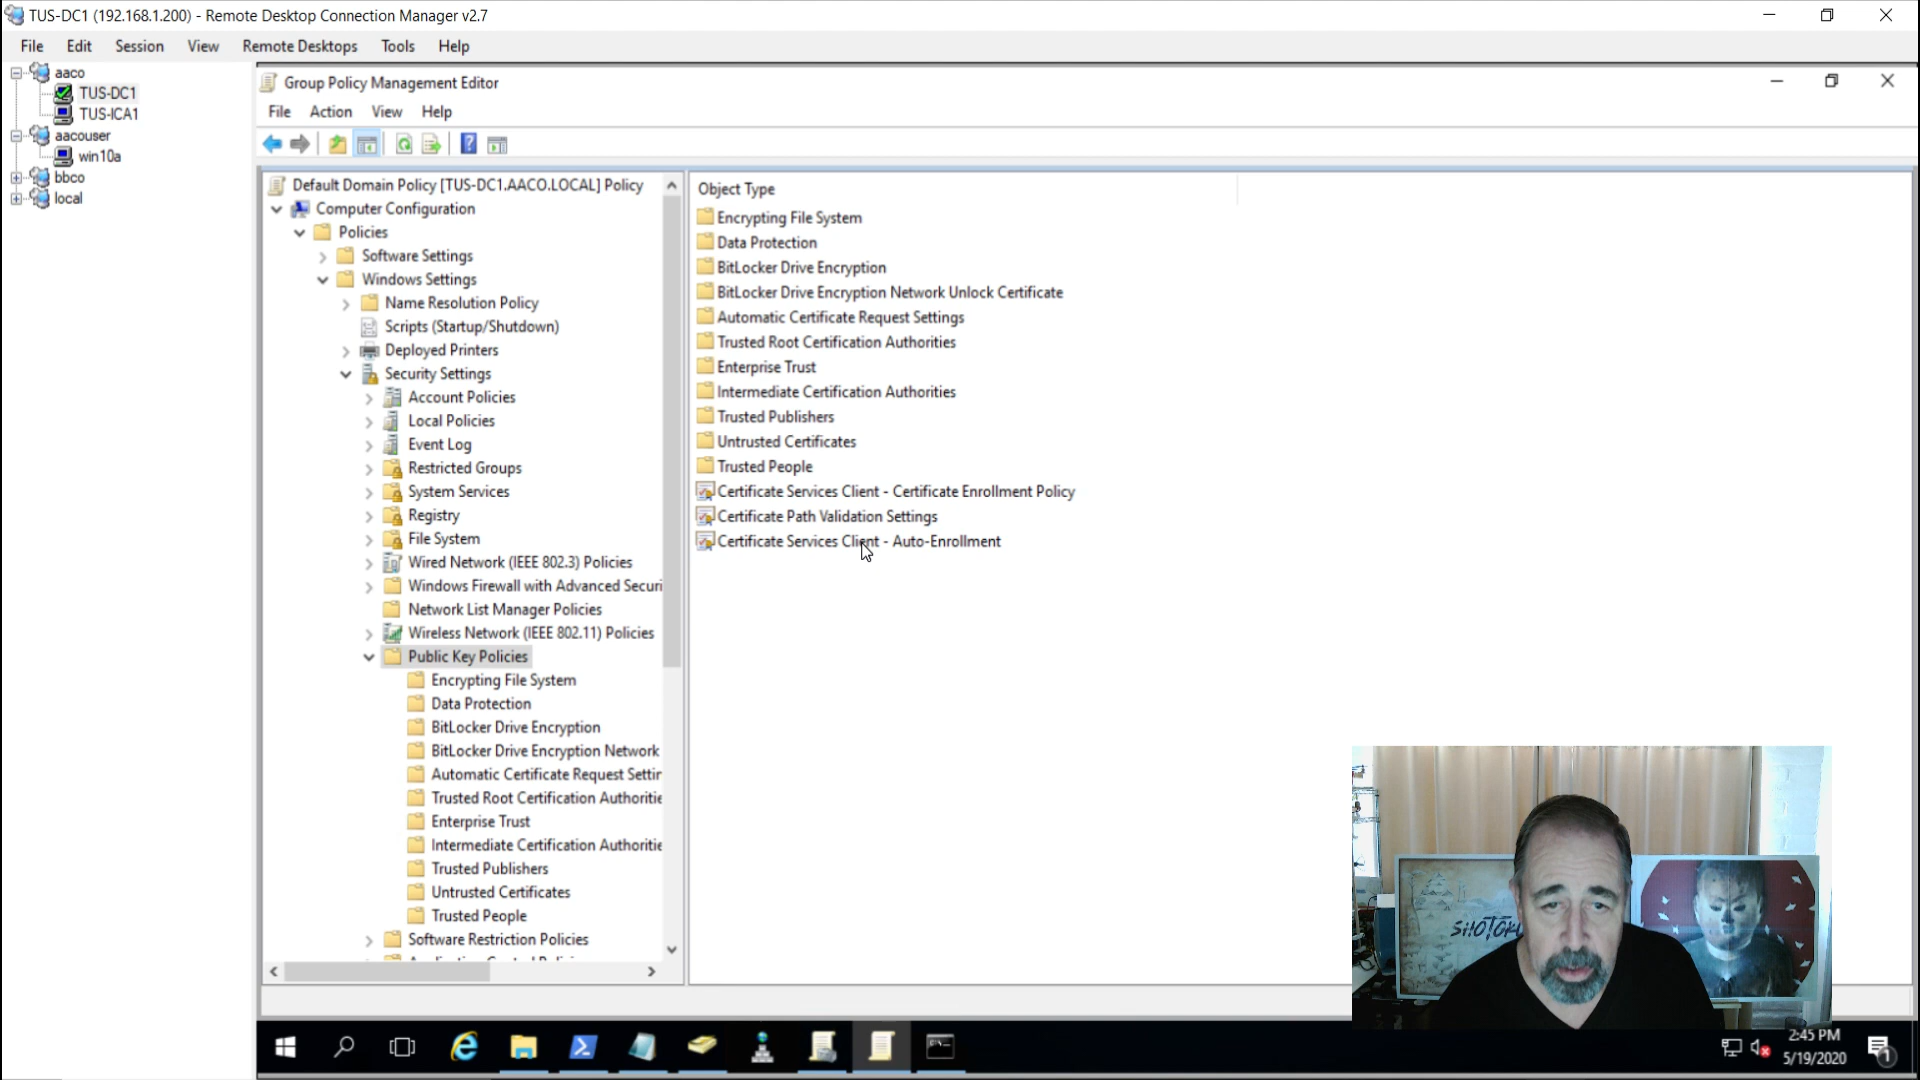 TUS-DC1 (192.168.1.200) - Remote Desktop Connection Manager v2.7
File Edit Session View Remote Desktops Tools Help
aaco
TUS-DC1
TUS-ICA1
aacouser
win10a
bbco
local
Group Policy Management Editor
File Action View Help
Default Domain Policy [TUS-DC1.AACO.LOCAL] Policy
Computer Configuration
Policies
Software Settings
Windows Settings
Name Resolution Policy
Scripts (Startup/Shutdown)
Deployed Printers
Security Settings
Account Policies
Local Policies
Event Log
Restricted Groups
System Services
Registry
File System
Wired Network (IEEE 802.3) Policies
Windows Firewall with Advanced Securi
Network List Manager Policies
Wireless Network (IEEE 802.11) Policies
Public Key Policies
Encrypting File System
Data Protection
BitLocker Drive Encryption
BitLocker Drive Encryption Network
Automatic Certificate Request Settin
Trusted Root Certification Authoritie
Enterprise Trust
Intermediate Certification Authoritie
Trusted Publishers
Untrusted Certificates
Trusted People
Software Restriction Policies
Object Type
Encrypting File System
Data Protection
BitLocker Drive Encryption
BitLocker Drive Encryption Network Unlock Certificate
Automatic Certificate Request Settings
Trusted Root Certification Authorities
Enterprise Trust
Intermediate Certification Authorities
Trusted Publishers
Untrusted Certificates
Trusted People
Certificate Services Client - Certificate Enrollment Policy
Certificate Path Validation Settings
Certificate Services Client - Auto-Enrollment
2:45 PM
5/19/2020
1